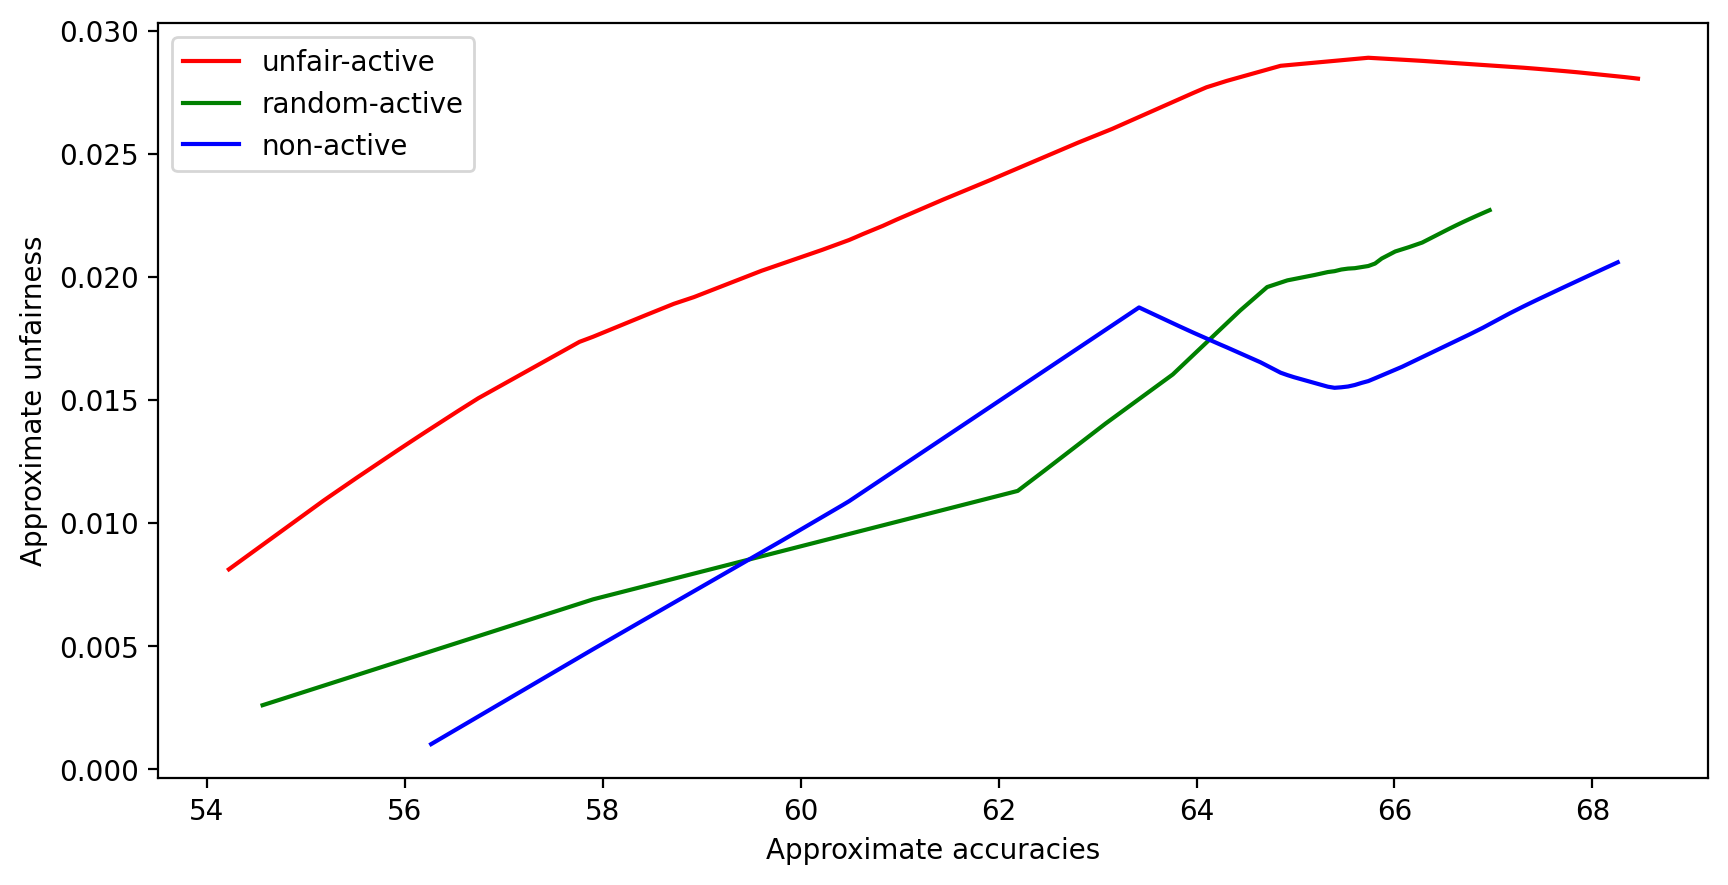 unfair-active
random-active
non-active
0.030
0.025
0.020
0.015
0.010
0.005
0.000
Approximate unfairness
54 56 58 60 62 64 66 68
Approximate accuracies